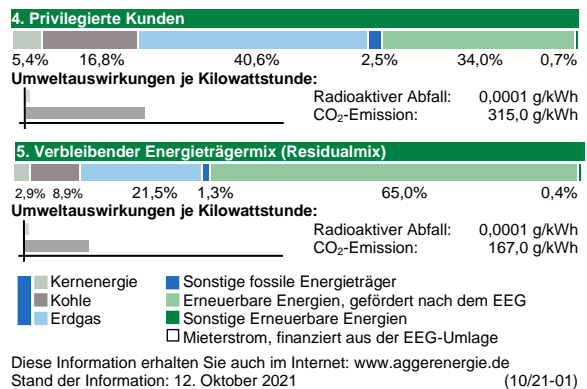 4. Privilegierte Kunden
5,4% 16,8% 40,6% 2,5% 34,0% 0,7%
Umweltauswirkungen je Kilowattstunde:
Radioaktiver Abfall: 0,0001 g/kWh
CO₂-Emission: 315,0 g/kWh
5. Verbleibender Energieträgermix (Residualmix)
2,9% 8,9% 21,5% 1,3% 65,0% 0,4%
Umweltauswirkungen je Kilowattstunde:
Radioaktiver Abfall: 0,0001 g/kWh
CO₂-Emission: 167,0 g/kWh
Kernenergie Sonstige fossile Energieträger
Kohle Erneuerbare Energien, gefördert nach dem EEG
Erdgas Sonstige Erneuerbare Energien
Mieterstrom, finanziert aus der EEG-Umlage
Diese Information erhalten Sie auch im Internet: www.aggerenergie.de
Stand der Information: 12. Oktober 2021 (10/21-01)